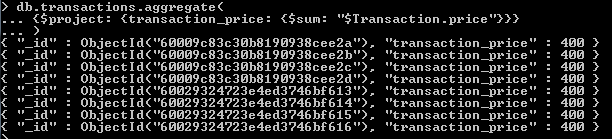 > db.transactions.aggregate(
... {$project: {transaction_price: {$sum: "$Transaction.price"}}}
... )
{ "_id" : ObjectId("60009c83c30b8190938cee2a"), "transaction_price" : 400 }
{ "_id" : ObjectId("60009c83c30b8190938cee2b"), "transaction_price" : 400 }
{ "_id" : ObjectId("60009c83c30b8190938cee2c"), "transaction_price" : 400 }
{ "_id" : ObjectId("60009c83c30b8190938cee2d"), "transaction_price" : 400 }
{ "_id" : ObjectId("60029324723e4ed3746bf613"), "transaction_price" : 400 }
{ "_id" : ObjectId("60029324723e4ed3746bf614"), "transaction_price" : 400 }
{ "_id" : ObjectId("60029324723e4ed3746bf615"), "transaction_price" : 400 }
{ "_id" : ObjectId("60029324723e4ed3746bf616"), "transaction_price" : 400 }